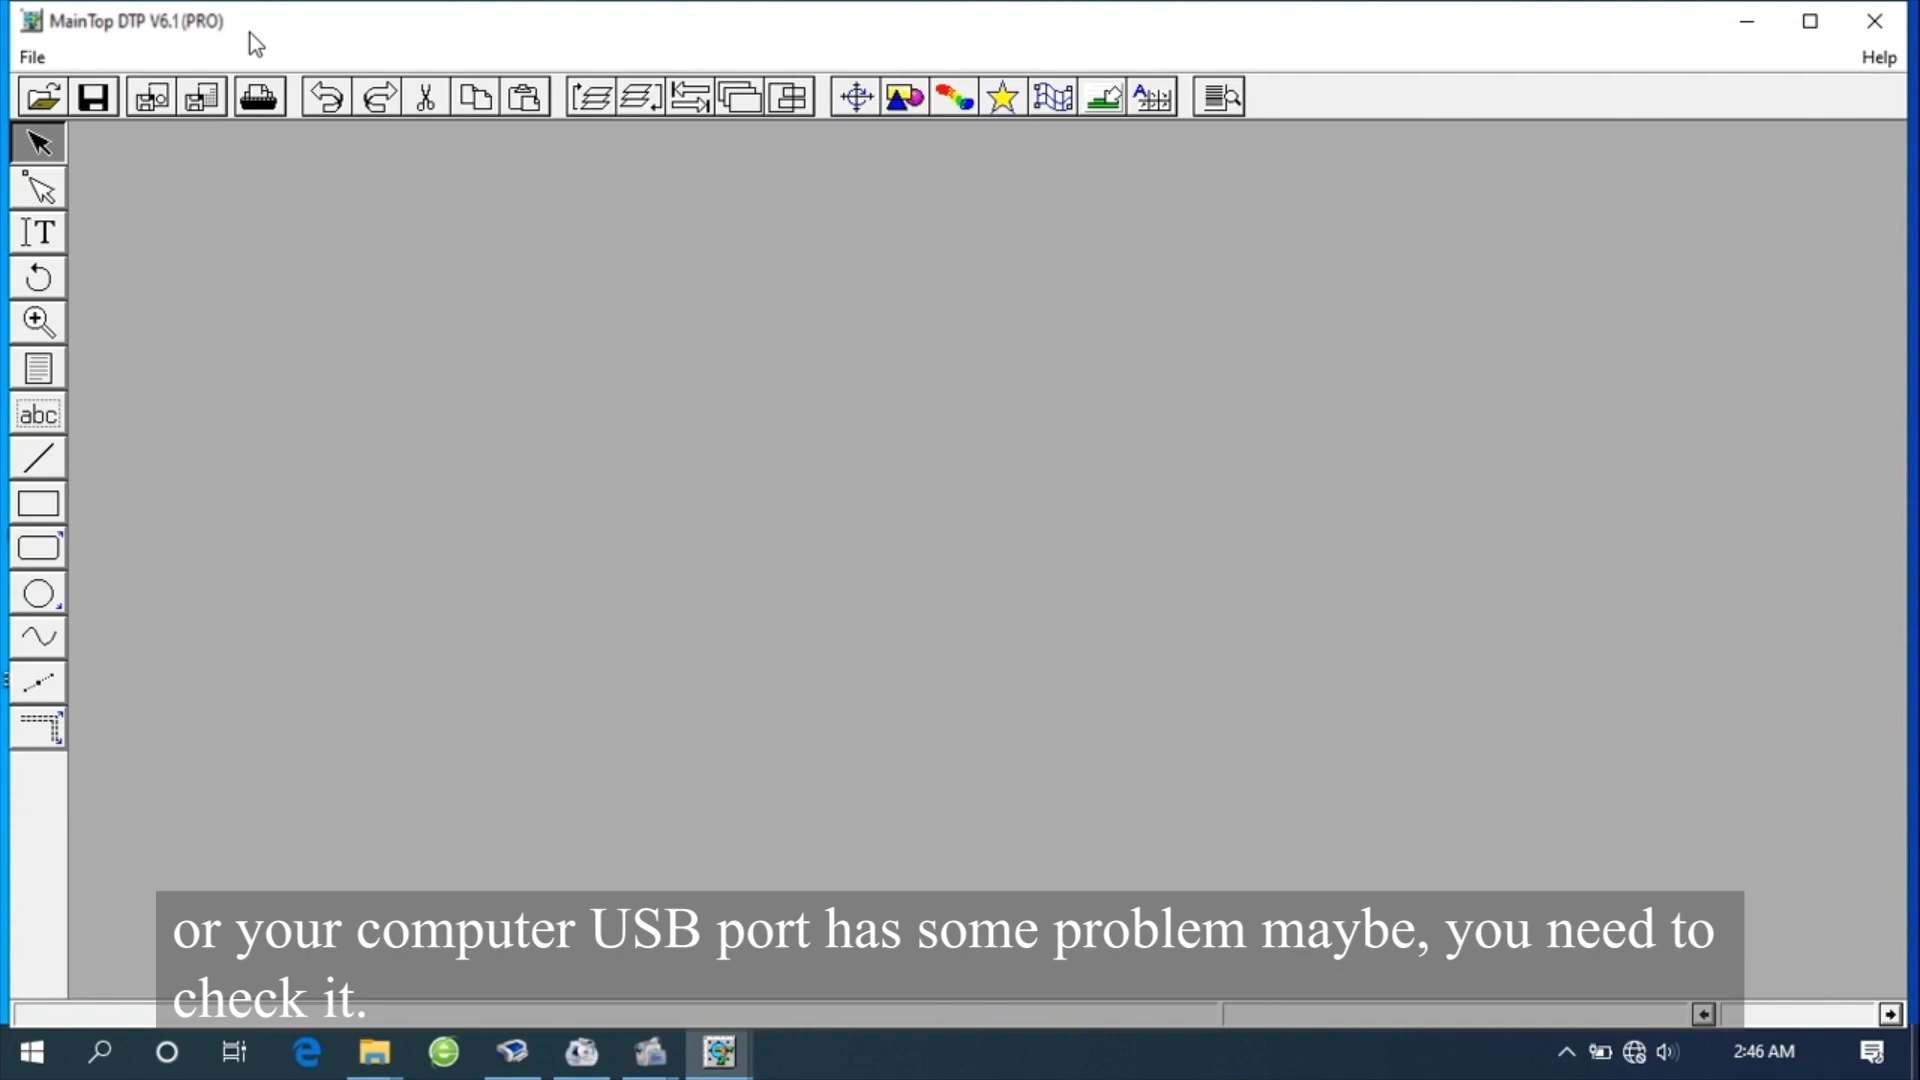 MainTop DTP V6.1(PRO)
File
Help
T
abc
A
or your computer USB port has some problem maybe, you need to
check it.
2:46 AM